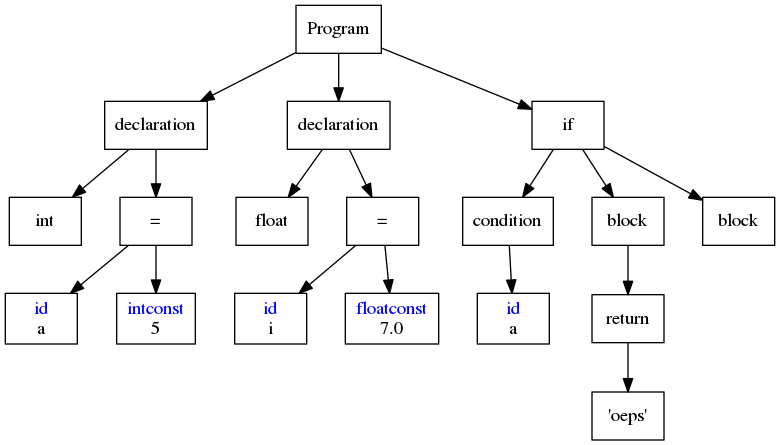 Program
declaration
declaration
if
int
=
float
=
condition
block
block
id
a
intconst
5
id
i
floatconst
7.0
id
a
return
'oeps'